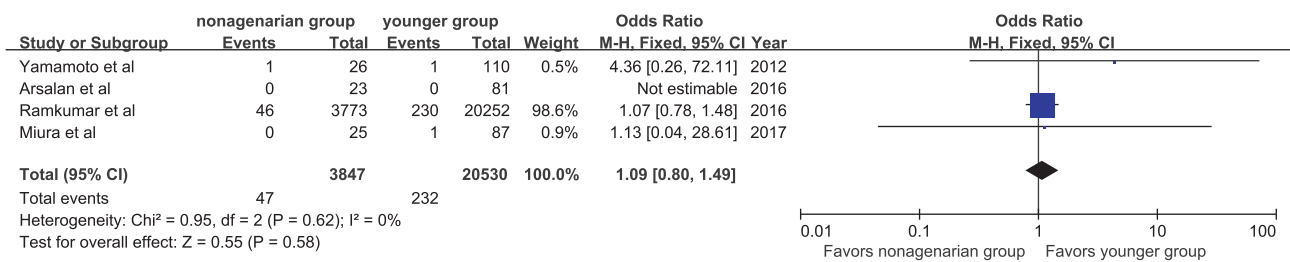 nonagenarian group younger group Odds Ratio Odds Ratio
Study or Subgroup Events Total Events Total Weight M-H, Fixed, 95% CI Year M-H, Fixed, 95% CI
Yamamoto et al 1 26 1 110 0.5% 4.36 [0.26, 72.11] 2012
Arsalan et al 0 23 0 81 Not estimable 2016
Ramkumar et al 46 3773 230 20252 98.6% 1.07 [0.78, 1.48] 2016
Miura et al 0 25 1 87 0.9% 1.13 [0.04, 28.61] 2017
Total (95% CI) 3847 20530 100.0% 1.09 [0.80, 1.49]
Total events 47 232
Heterogeneity: Chi² = 0.95, df = 2 (P = 0.62); I² = 0%
Test for overall effect: Z = 0.55 (P = 0.58)
0.01 0.1 1 10 100
Favors nonagenarian group Favors younger group